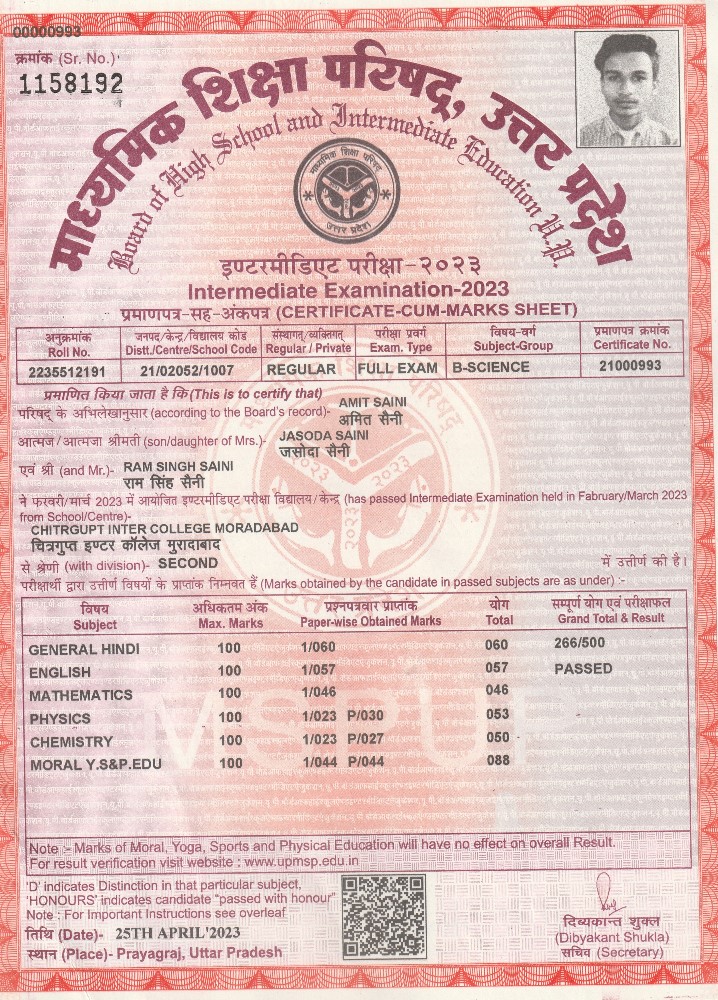 00000993
क्रमांक (Sr. No.)
1158192
माध्यमिक शिक्षा परिषद्, उत्तर प्रदेश
Board of High School and Intermediate Education U.P.
माध्यमिक शिक्षा परिषद
उत्तर प्रदेश
इण्टरमीडिएट परीक्षा-२०२३
Intermediate Examination-2023
प्रमाणपत्र-सह-अंकपत्र (CERTIFICATE-CUM-MARKS SHEET)
अनुक्रमांक जनपद/केन्द्र/विद्यालय कोड संस्थागत्/व्यक्तिगत् परीक्षा प्रवर्ग विषय-वर्ग प्रमाणपत्र क्रमांक
Roll No. Distt./Centre/School Code Regular / Private Exam. Type Subject-Group Certificate No.
2235512191 21/02052/1007 REGULAR FULL EXAM B-SCIENCE 21000993
प्रमाणित किया जाता है कि (This is to certify that)
AMIT SAINI
परिषद् के अभिलेखानुसार (according to the Board's record)- अमित सैनी
JASODA SAINI
आत्मज/आत्मजा श्रीमती (son/daughter of Mrs.)- जसोदा सैनी
एवं श्री (and Mr.)- RAM SINGH SAINI
राम सिंह सैनी
ने फरवरी/मार्च 2023 में आयोजित इण्टरमीडिएट परीक्षा विद्यालय/केन्द्र (has passed Intermediate Examination held in Fabruary/March 2023
from School/Centre)-
CHITRGUPT INTER COLLEGE MORADABAD
चित्रगुप्त इण्टर कॉलेज मुरादाबाद
से श्रेणी (with division)- SECOND में उत्तीर्ण की है।
परीक्षार्थी द्वारा उत्तीर्ण विषयों के प्राप्तांक निम्नवत हैं (Marks obtained by the candidate in passed subjects are as under) :-
विषय अधिकतम अंक प्रश्नपत्रवार प्राप्तांक योग सम्पूर्ण योग एवं परीक्षाफल
Subject Max. Marks Paper-wise Obtained Marks Total Grand Total & Result
GENERAL HINDI 100 1/060 060 266/500
ENGLISH 100 1/057 057 PASSED
MATHEMATICS 100 1/046 046
PHYSICS 100 1/023 P/030 053
CHEMISTRY 100 1/023 P/027 050
MORAL Y.S&P.EDU 100 1/044 P/044 088
Note :- Marks of Moral, Yoga, Sports and Physical Education will have no effect on overall Result.
For result verification visit website : www.upmsp.edu.in
'D' indicates Distinction in that particular subject,
'HONOURS' indicates candidate "passed with honour"
Note : For Important Instructions see overleaf
तिथि (Date)- 25TH APRIL'2023
स्थान (Place)- Prayagraj, Uttar Pradesh
दिव्यकान्त शुक्ल
(Dibyakant Shukla)
सचिव (Secretary)